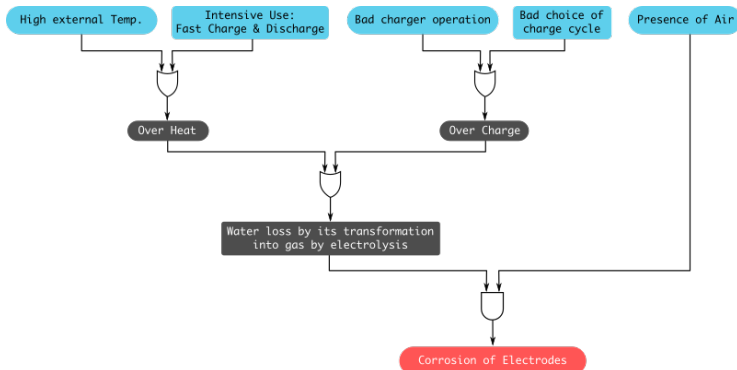 High external Temp.
Intensive Use:
Fast Charge & Discharge
Bad charger operation
Bad choice of
charge cycle
Presence of Air
Over Heat
Over Charge
Water loss by its transformation
into gas by electrolysis
Corrosion of Electrodes